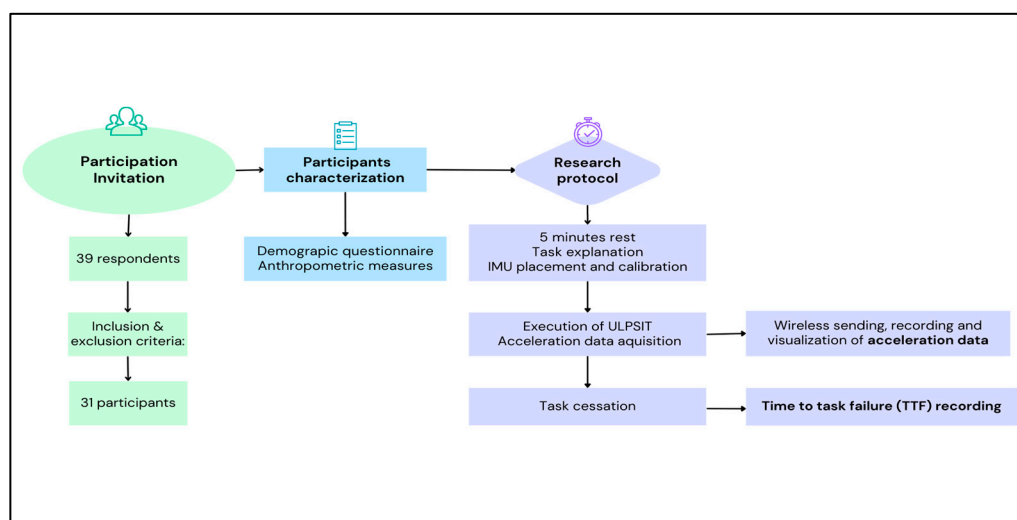 Participation
Invitation
39 respondents
Inclusion &
exclusion criteria:
31 participants
Participants
characterization
Demograpic questionnaire
Anthropometric measures
Research
protocol
5 minutes rest
Task explanation
IMU placement and calibration
Execution of ULPSIT
Acceleration data aquisition
Wireless sending, recording and
visualization of acceleration data
Task cessation
Time to task failure (TTF) recording